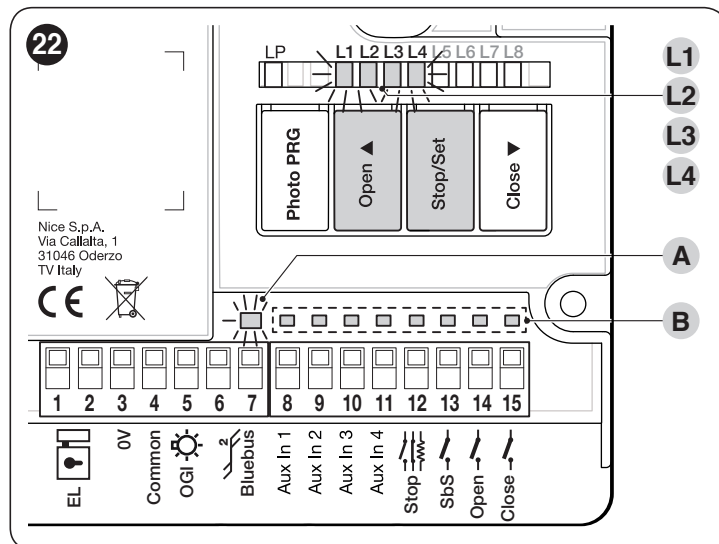 22
LP L1 L2 L3 L4 L5 L6 L7 L8
L1
L2
L3
L4
Photo PRG
Open ▲
Stop/Set
Close ▼
Nice S.p.A.
Via Callalta, 1
31046 Oderzo
TV Italy
CE
A
B
1 2 3 4 5 6 7 8 9 10 11 12 13 14 15
EL
0V
Common
OGI
2
Bluebus
Aux In 1
Aux In 2
Aux In 3
Aux In 4
Stop
SbS
Open
Close